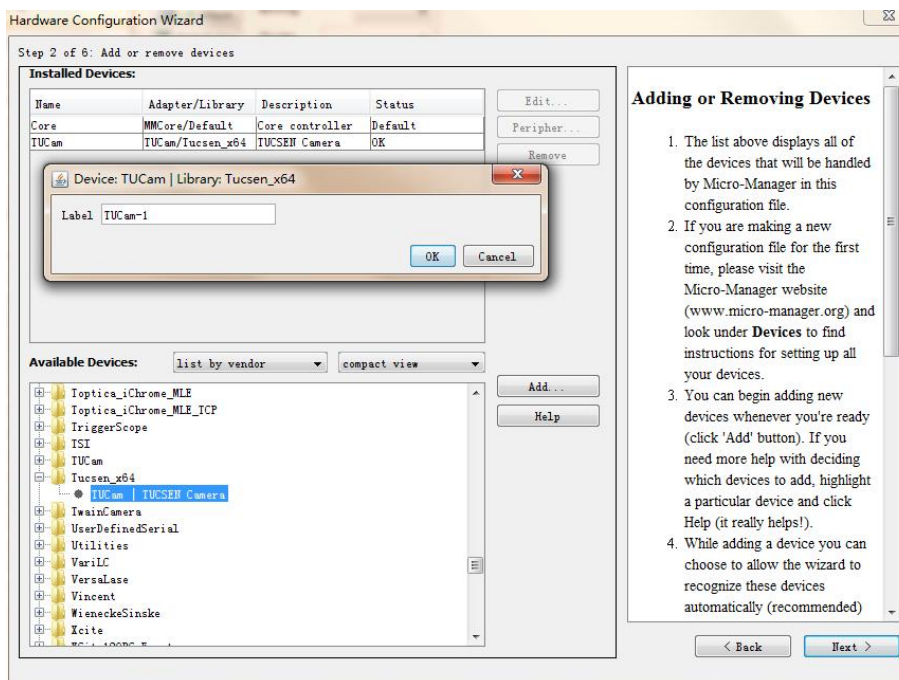 Hardware Configuration Wizard
Step 2 of 6: Add or remove devices
Installed Devices:
Name Adapter/Library Description Status
Core MMCore/Default Core controller Default
TUCam TUCam/Tucsen_x64 TUCSEN Camera OK
Edit...
Peripher...
Remove
Device: TUCam | Library: Tucsen_x64
Label TUCam-1
OK Cancel
Available Devices: list by vendor compact view
Toptica_iChrome_MLE
Toptica_iChrome_MLE_TCP
TriggerScope
TSI
TUCam
Tucsen_x64
TUCam | TUCSEN Camera
TwainCamera
UserDefinedSerial
Utilities
VariLC
VersaLase
Vincent
WieneckeSinske
Xcite
Add...
Help
Adding or Removing Devices
1. The list above displays all of
the devices that will be handled
by Micro-Manager in this
configuration file.
2. If you are making a new
configuration file for the first
time, please visit the
Micro-Manager website
(www.micro-manager.org) and
look under Devices to find
instructions for setting up all
your devices.
3. You can begin adding new
devices whenever you're ready
(click 'Add' button). If you
need more help with deciding
which devices to add, highlight
a particular device and click
Help (it really helps!).
4. While adding a device you can
choose to allow the wizard to
recognize these devices
automatically (recommended)
< Back Next >